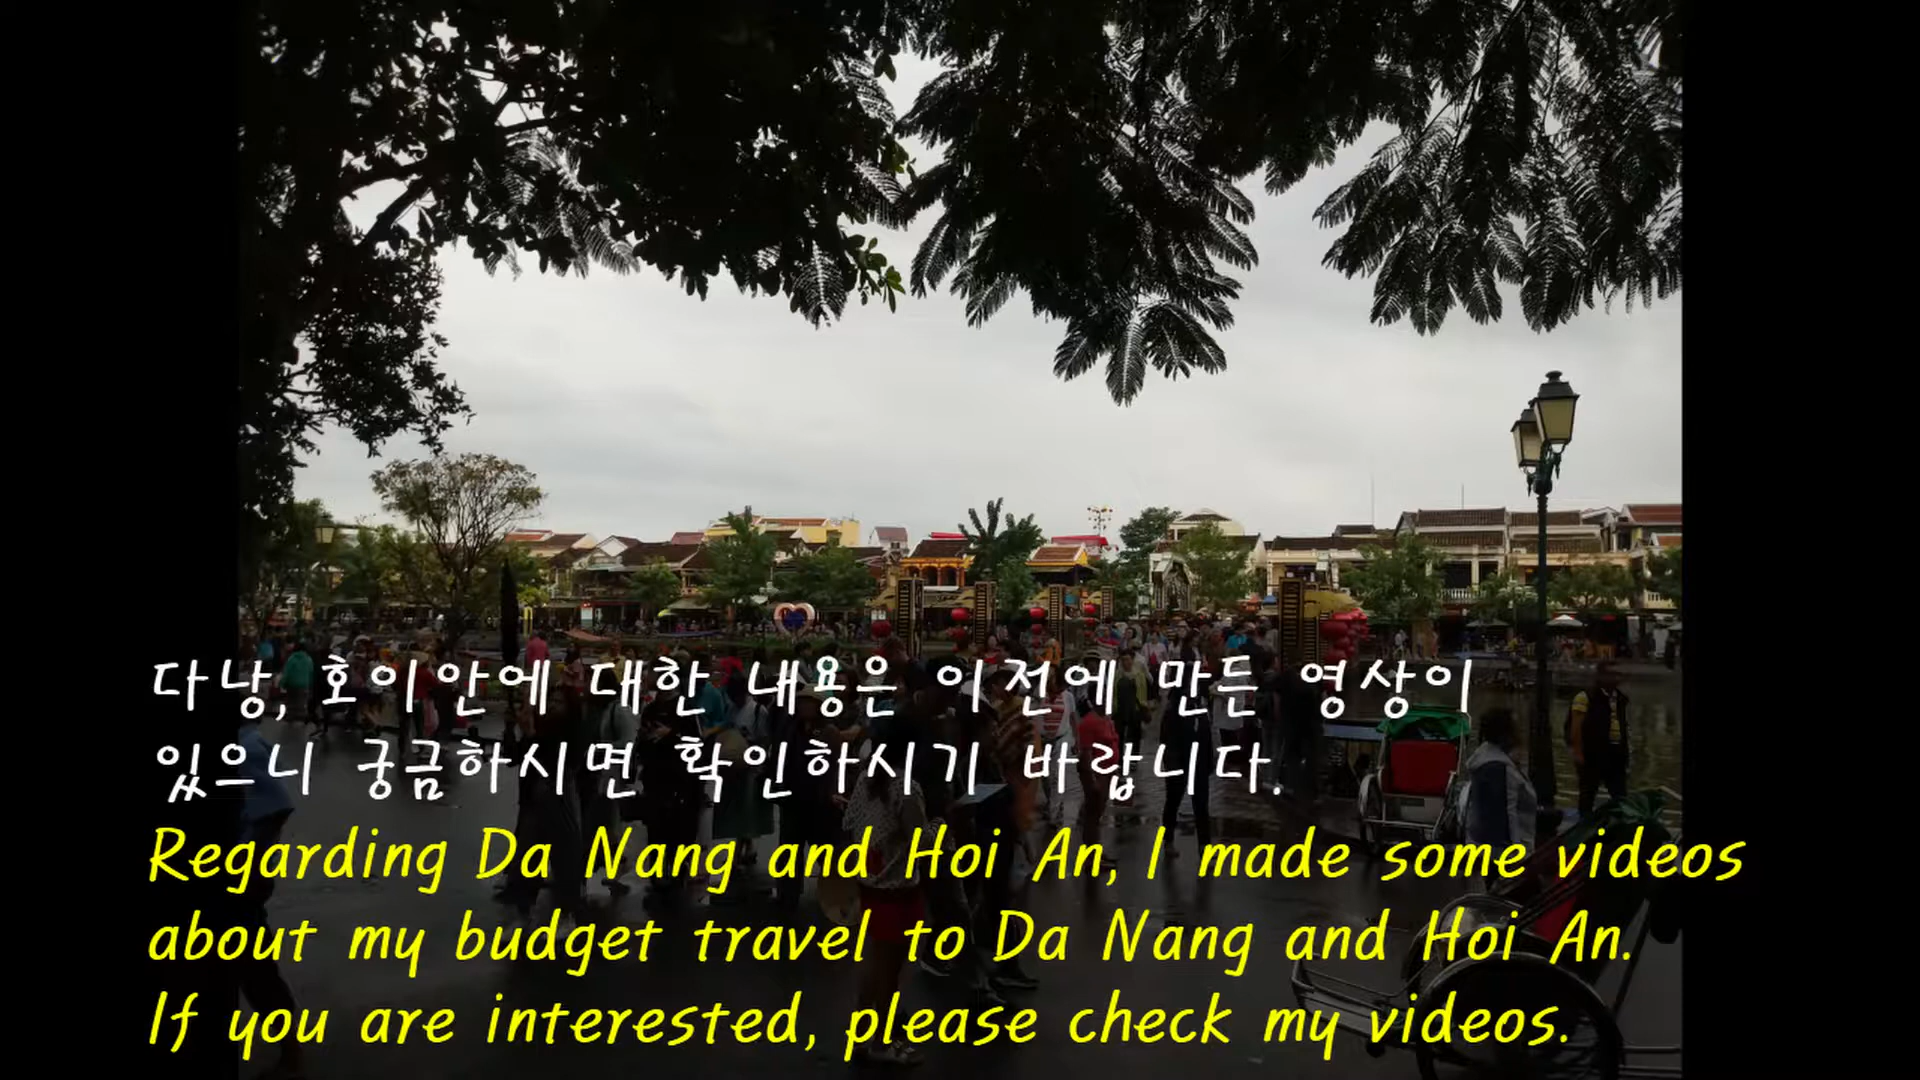 다낭, 호이안에 대한 내용은 이전에 만든 영상이
있으니 궁금하시면 확인하시기 바랍니다.
Regarding Da Nang and Hoi An, I made some videos
about my budget travel to Da Nang and Hoi An.
If you are interested, please check my videos.